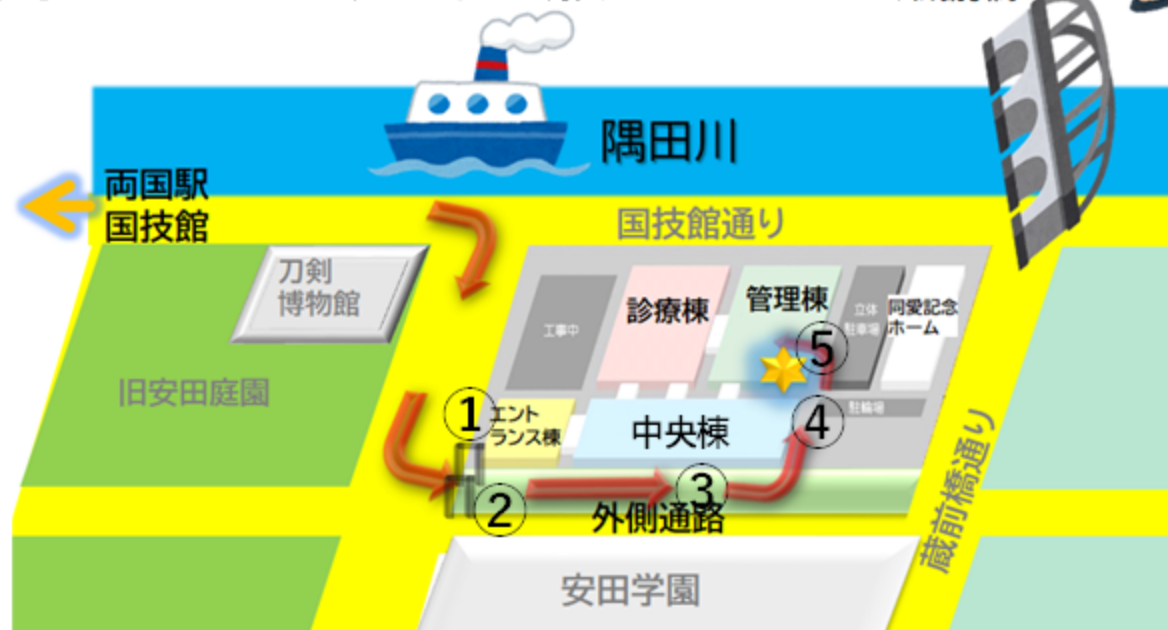 隅田川
両国駅
国技館
国技館通り
刀剣
博物館
旧安田庭園
工事中
診療棟
管理棟
立体
駐車場
同愛記念
ホーム
⑤
①
エント
ランス棟
中央棟
④
駐輪場
②
③
外側通路
蔵前橋通り
安田学園